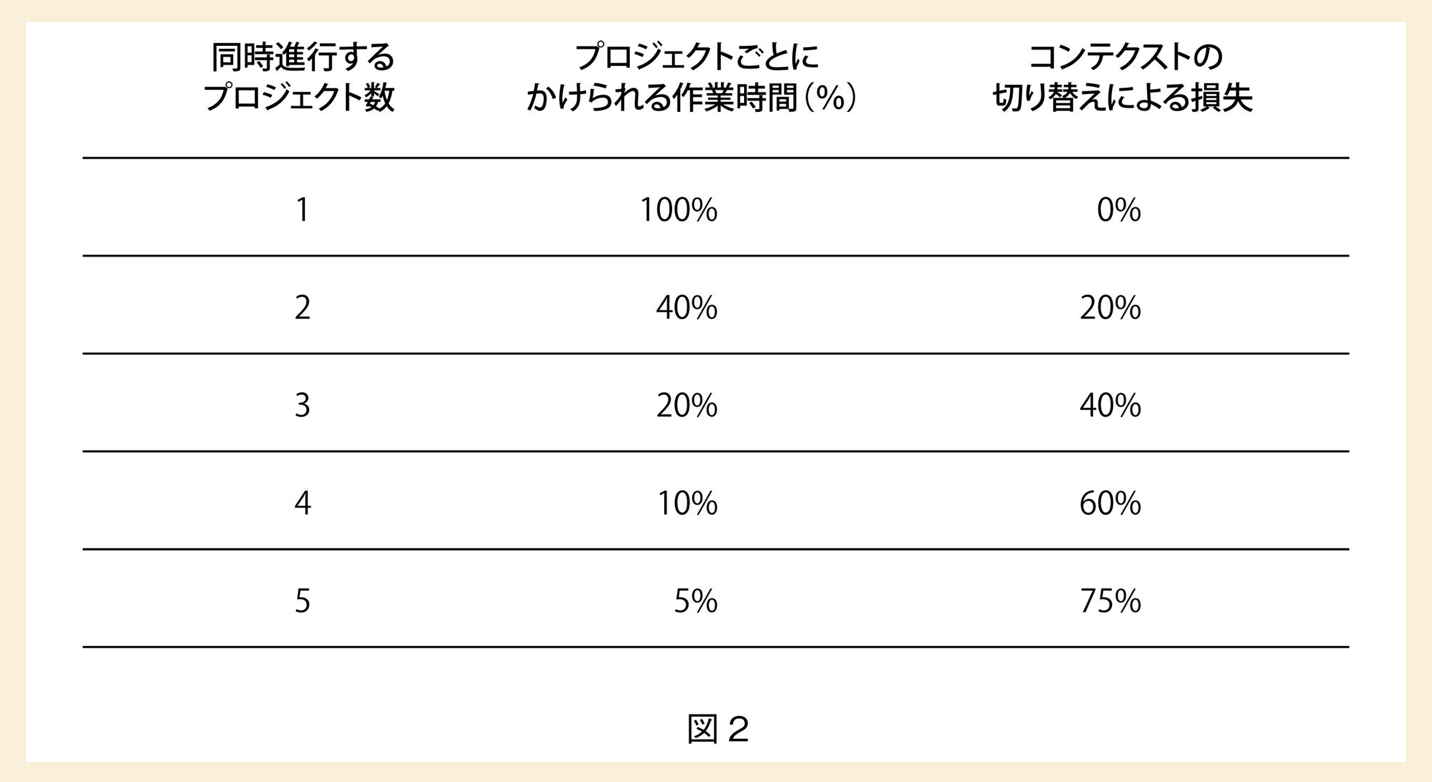 同時進行する
プロジェクト数
プロジェクトごとに
かけられる作業時間(%)
コンテクストの
切り替えによる損失
1 100% 0%
2 40% 20%
3 20% 40%
4 10% 60%
5 5% 75%
図2